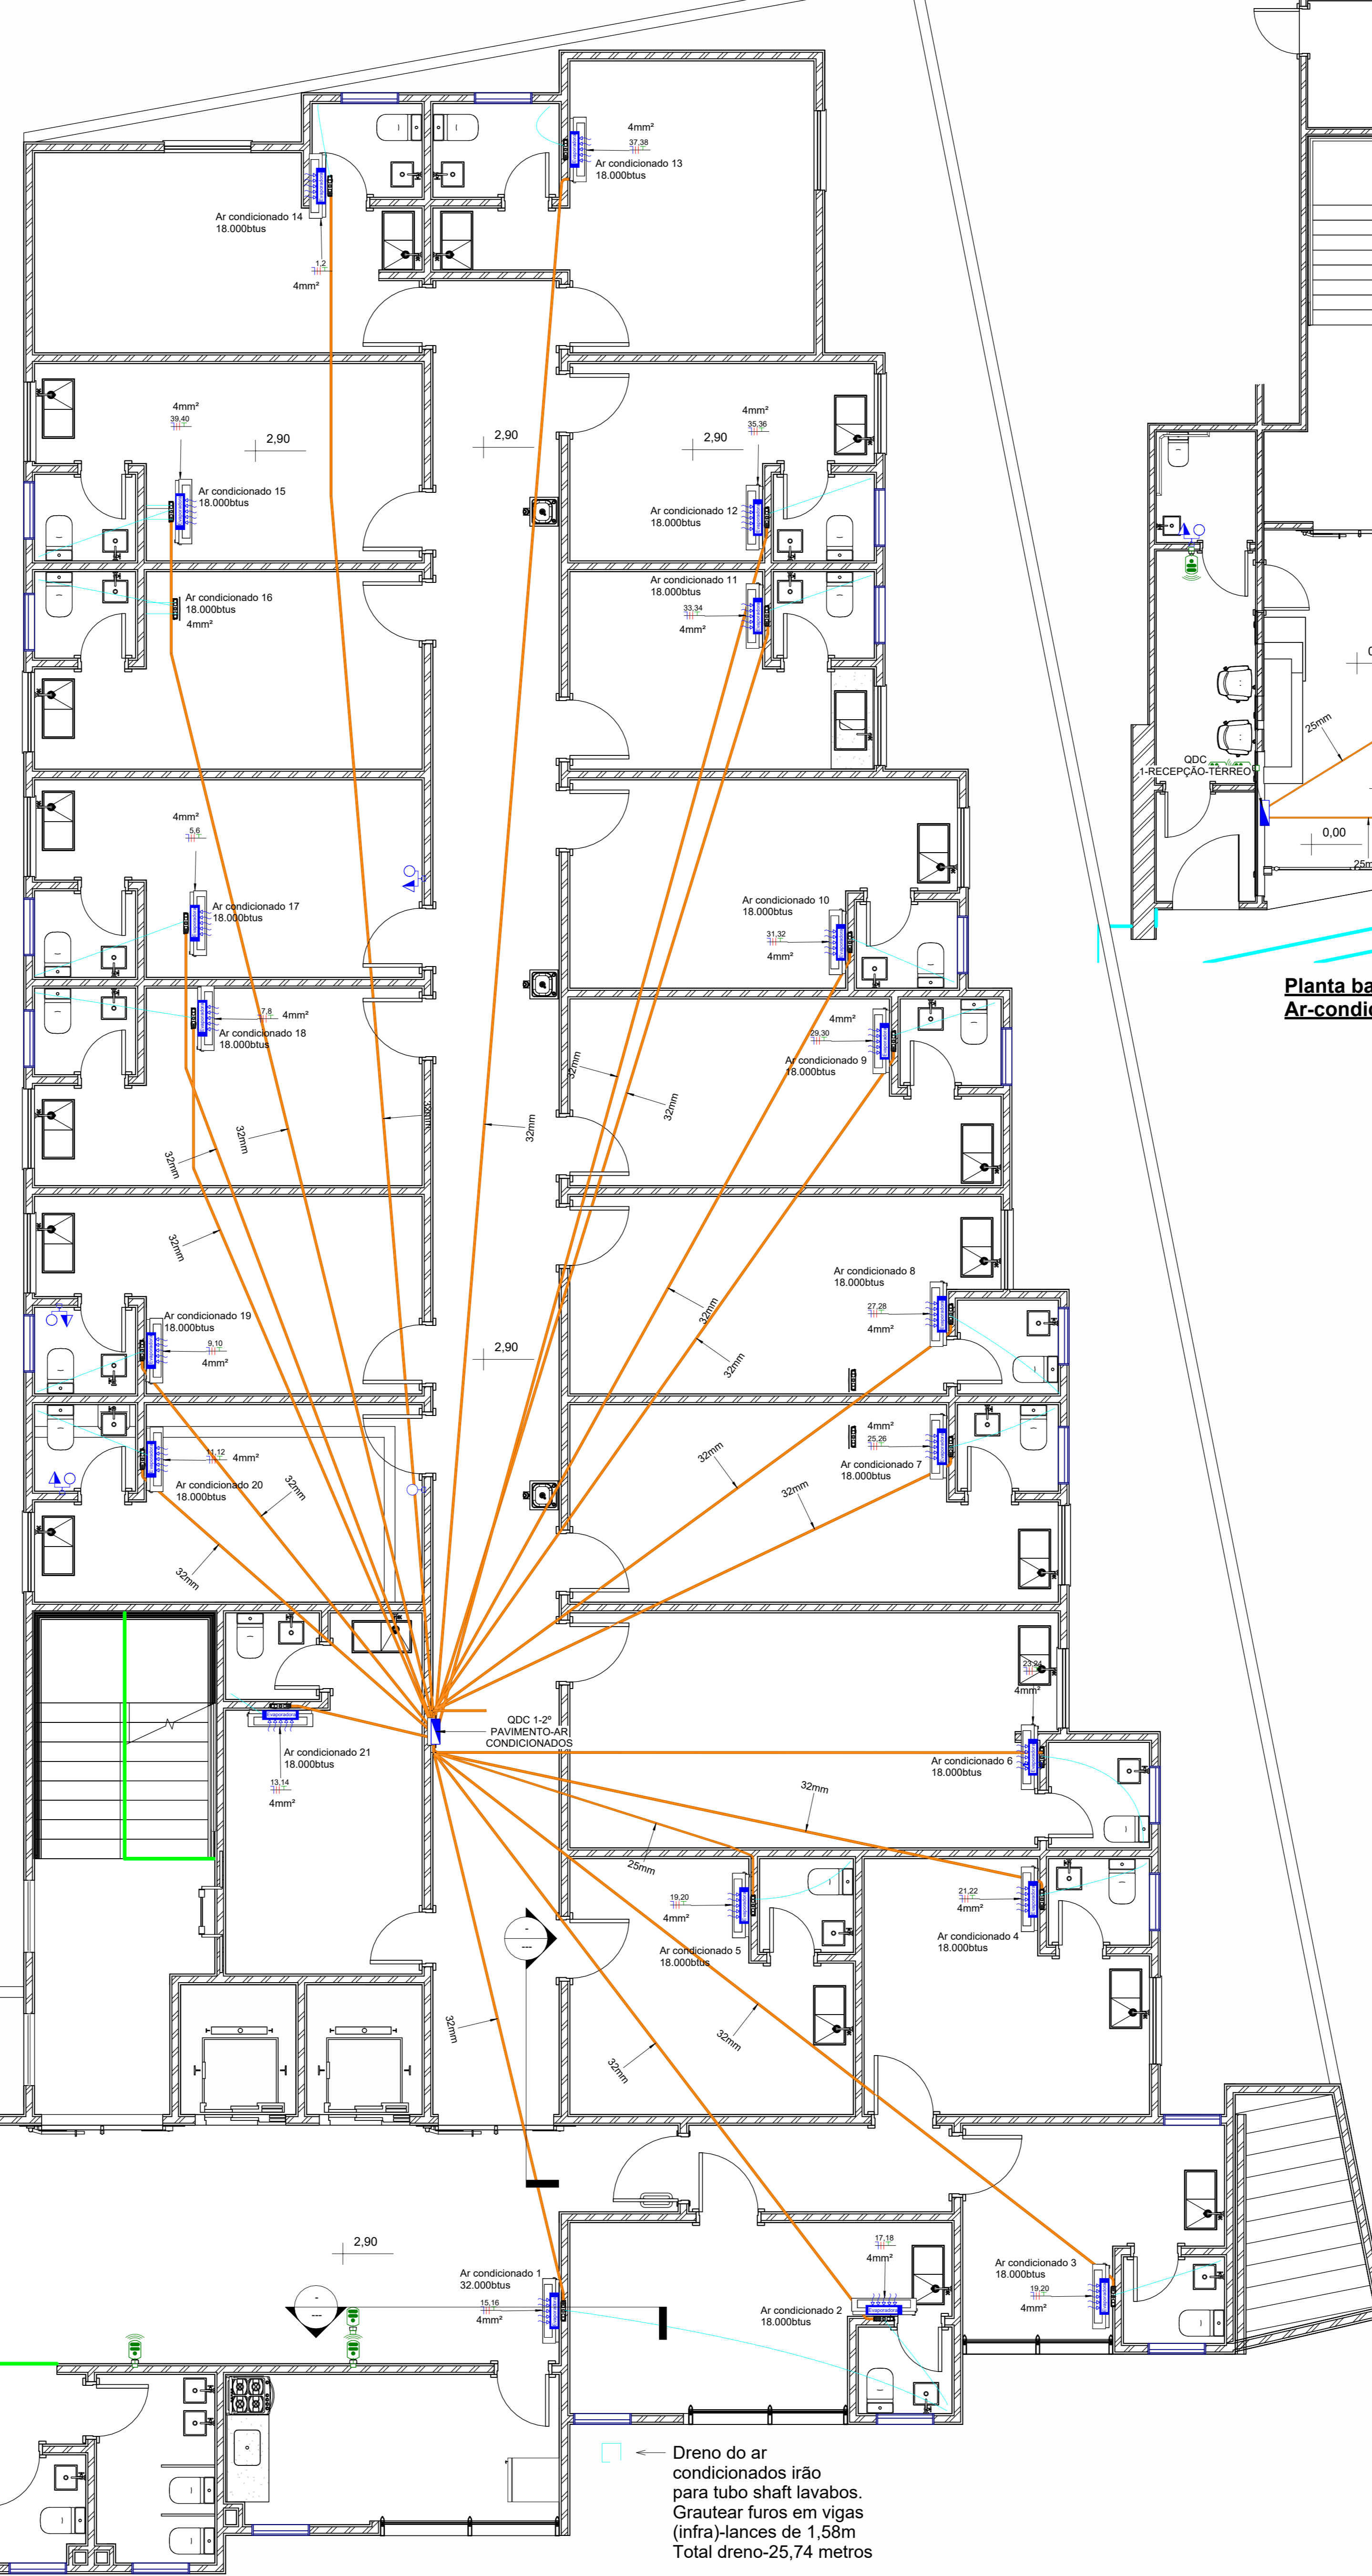 4mm²
37,38
Ar condicionado 13
18.000btus
Ar condicionado 14
18.000btus
1,2
4mm²
4mm²
39,40
2,90
2,90
2,90
4mm²
35,36
Ar condicionado 15
18.000btus
Ar condicionado 12
18.000btus
Ar condicionado 16
18.000btus
4mm²
Ar condicionado 11
18.000btus
33,34
4mm²
25mm
QDC
1-RECEPÇÃO-TÉRREO
0,00
25m
4mm²
5,6
Ar condicionado 17
18.000btus
Ar condicionado 10
18.000btus
31,32
4mm²
Planta ba
Ar-condic
7,8
4mm²
Ar condicionado 18
18.000btus
4mm²
29,30
Ar condicionado 9
18.000btus
32mm
32mm
32mm
32mm
32mm
32mm
32mm
Ar condicionado 8
18.000btus
27,28
4mm²
32mm
32mm
Ar condicionado 19
18.000btus
9,10
4mm²
2,90
11,12
4mm²
Ar condicionado 20
18.000btus
4mm²
25,26
Ar condicionado 7
18.000btus
32mm
32mm
32mm
32mm
23,24
4mm²
QDC 1-2º
PAVIMENTO-AR
CONDICIONADOS
Evaporadora
Ar condicionado 21
18.000btus
13,14
4mm²
Ar condicionado 6
18.000btus
32mm
25mm
19,20
4mm²
Ar condicionado 5
18.000btus
21,22
4mm²
Ar condicionado 4
18.000btus
32mm
32mm
32mm
2,90
Ar condicionado 1
32.000btus
15,16
4mm²
17,18
4mm²
Evaporadora
Ar condicionado 2
18.000btus
Ar condicionado 3
18.000btus
19,20
4mm²
Dreno do ar
condicionados irão
para tubo shaft lavabos.
Grautear furos em vigas
(infra)-lances de 1,58m
Total dreno-25,74 metros